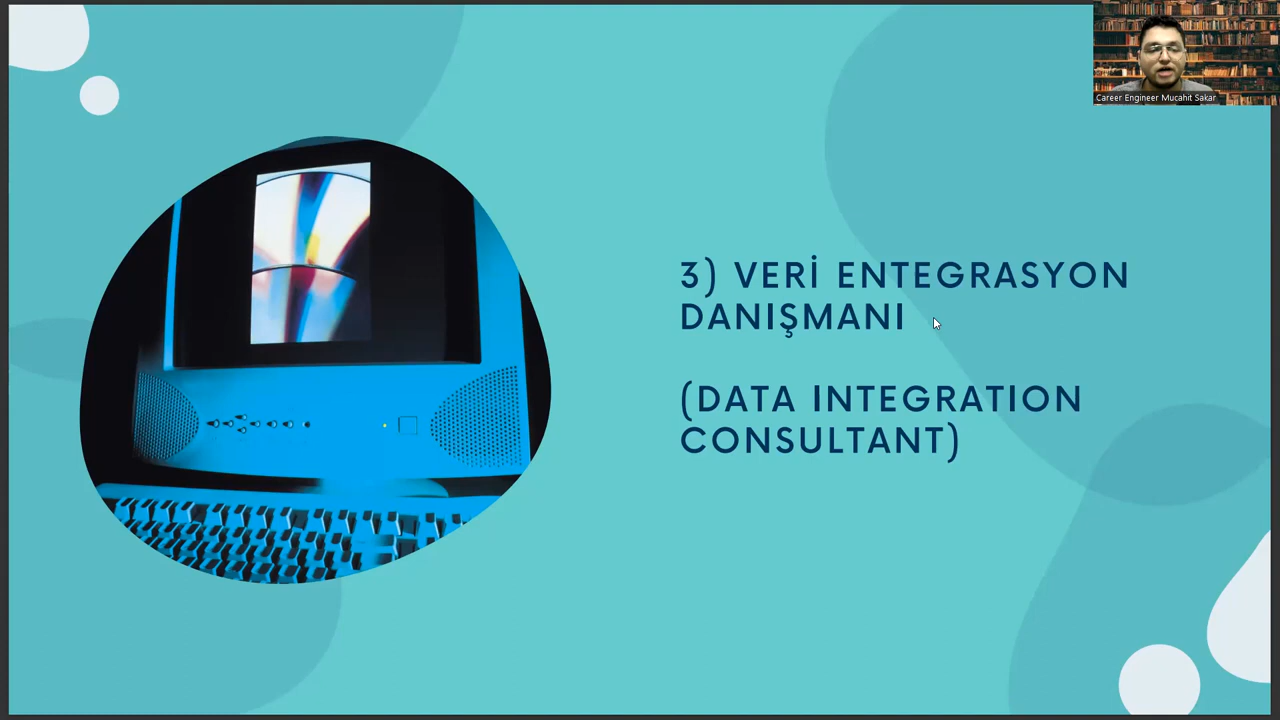 Career Engineer Mucahit Sakar
3) VERİ ENTEGRASYON
DANIŞMANI
(DATA INTEGRATION
CONSULTANT)